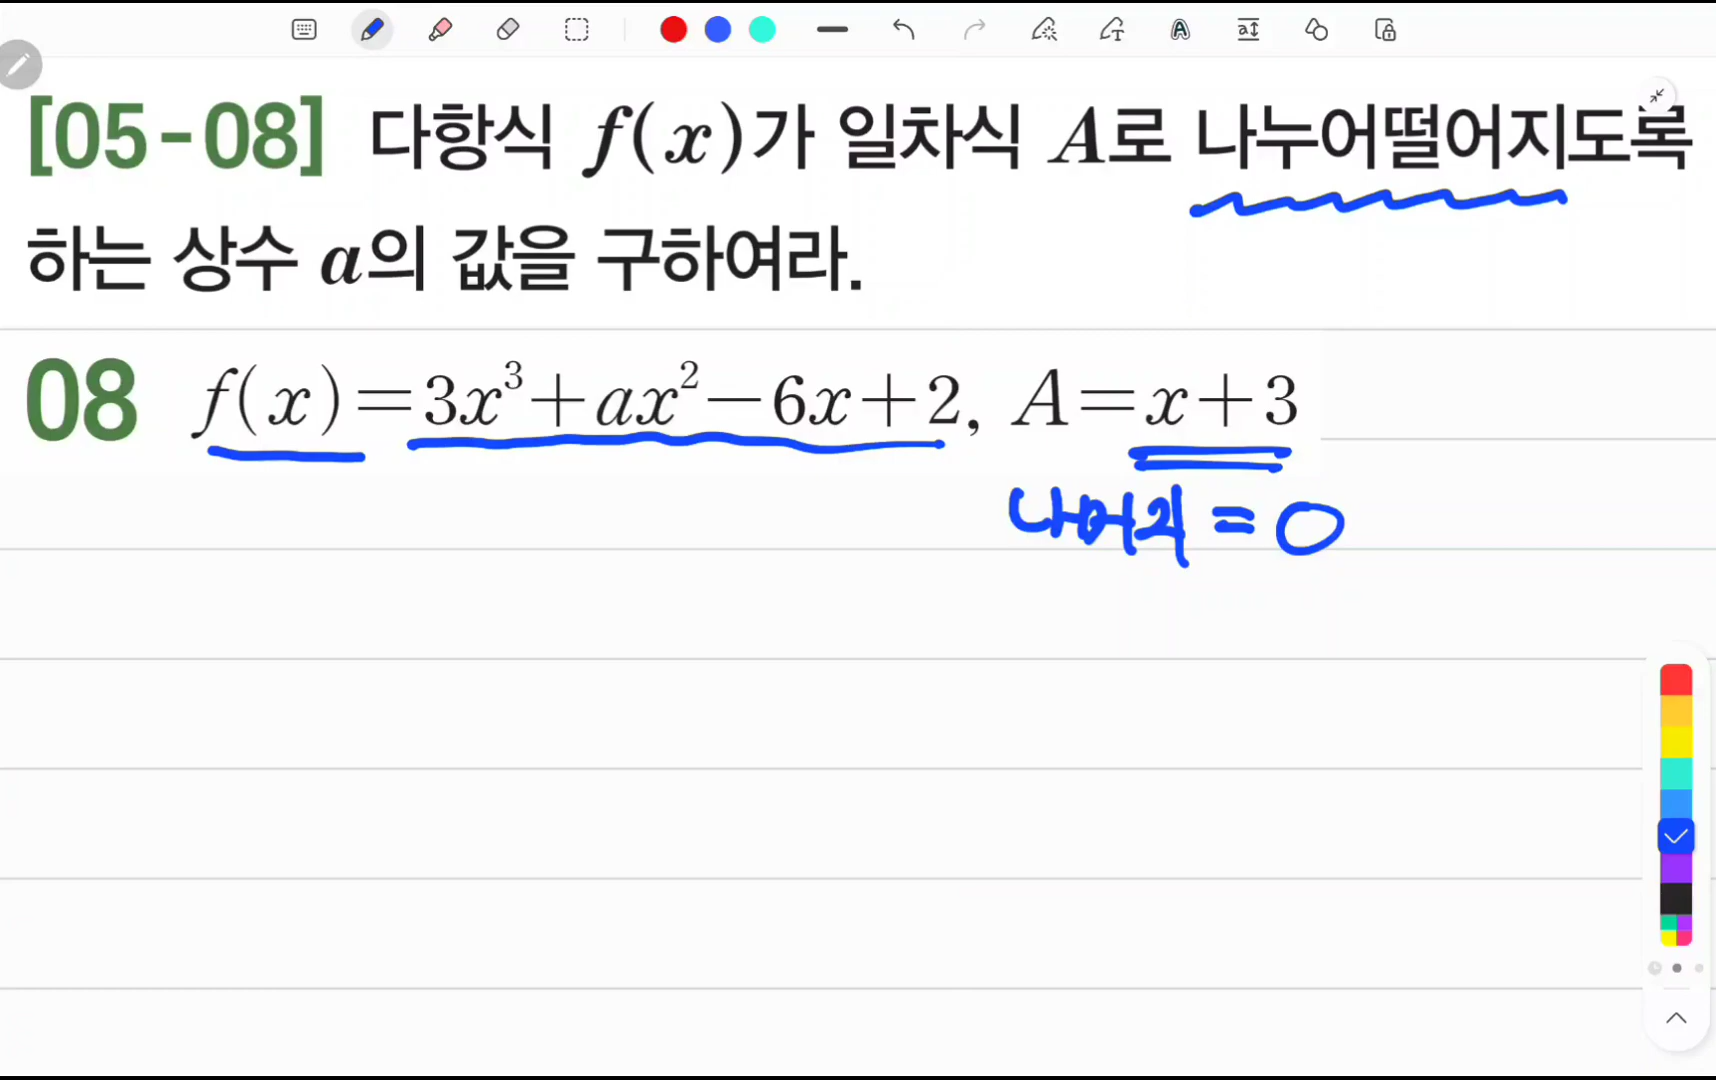 [05-08] 다항식 f(x)가 일차식 A로 나누어떨어지도록
하는 상수 a의 값을 구하여라.
08 f(x)=3x³+ax²-6x+2, A=x+3
나머지 = 0